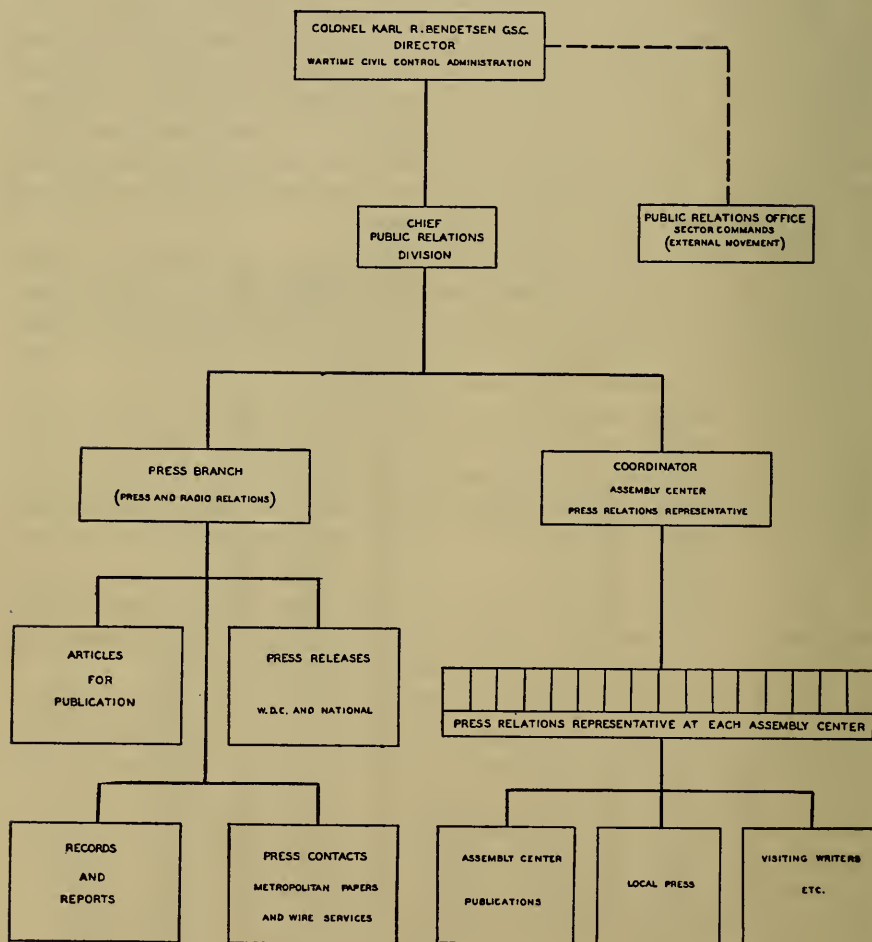 COLONEL KARL R. BENDETSEN G.S.C.
DIRECTOR
WARTIME CIVIL CONTROL ADMINISTRATION
CHIEF
PUBLIC RELATIONS
DIVISION
PUBLIC RELATIONS OFFICE
SECTOR COMMANDS
(EXTERNAL MOVEMENT)
PRESS BRANCH
(PRESS AND RADIO RELATIONS)
COORDINATOR
ASSEMBLY CENTER
PRESS RELATIONS REPRESENTATIVE
ARTICLES
FOR
PUBLICATION
PRESS RELEASES
W.D.C. AND NATIONAL
PRESS RELATIONS REPRESENTATIVE AT EACH ASSEMBLY CENTER
RECORDS
AND
REPORTS
PRESS CONTACTS
METROPOLITAN PAPERS
AND WIRE SERVICES
ASSEMBLY CENTER
PUBLICATIONS
LOCAL PRESS
VISITING WRITERS
ETC.